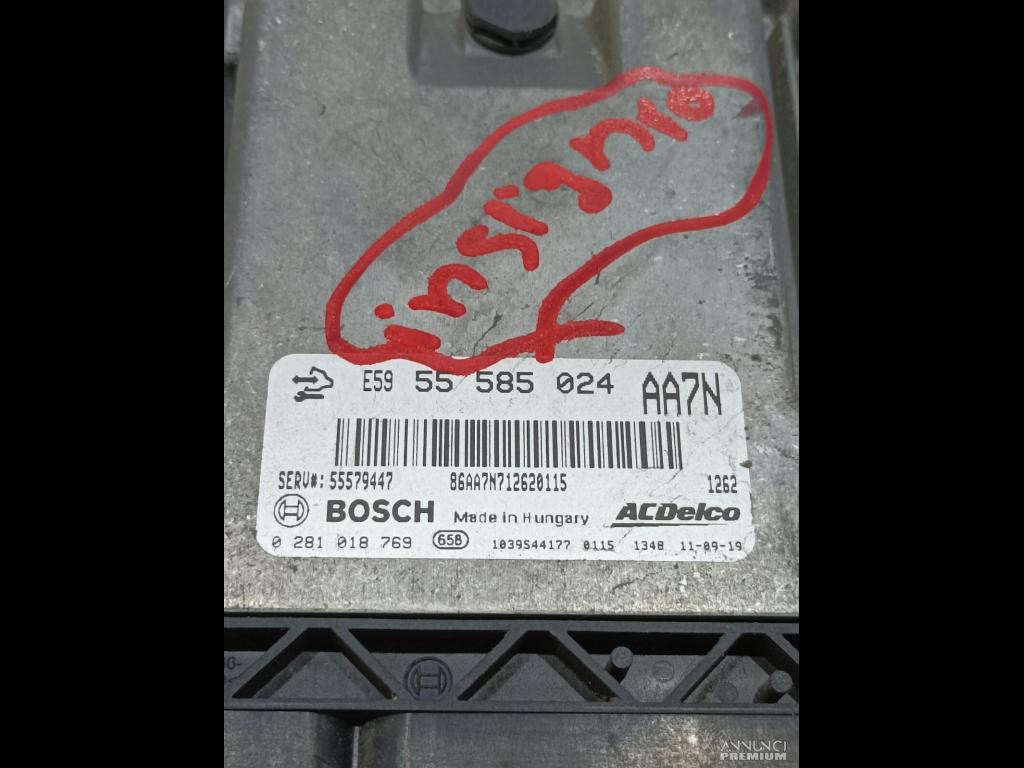 insignia
E59 55 585 024 AA7N
SERV#: 55579447 86AA7N712620115 1262
BOSCH Made in Hungary ACDelco
0 281 018 769 658 1039S44177 0115 1348 11-09-19
ANNUNCI
PREMIUM